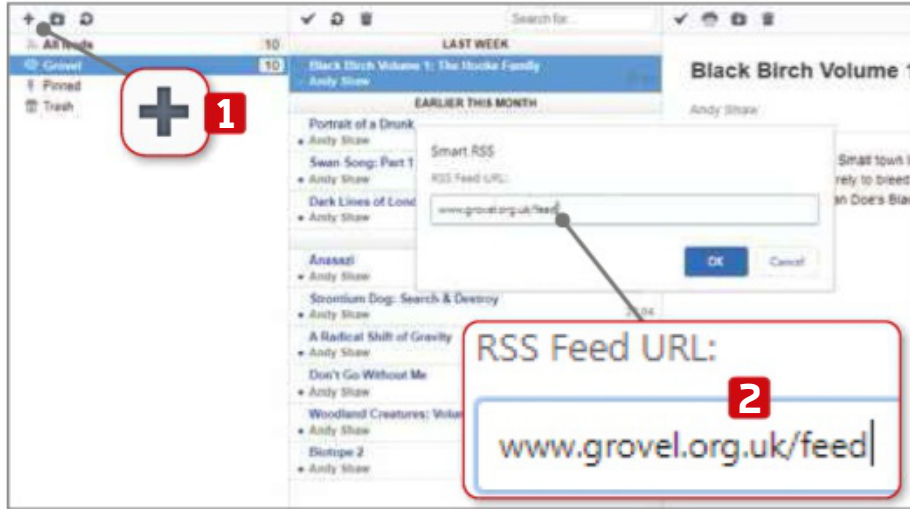 Search for...
All feeds 10
Grovel 10
Pinned
Trash
1
LAST WEEK
Black Birch Volume 1: The Hooke Family
Andy Shaw
EARLIER THIS MONTH
Portrait of a Drunk
Andy Shaw
Swan Song: Part 1
Andy Shaw
Dark Lines of Lond
Andy Shaw
Anasazi
Andy Shaw
Strontium Dog: Search & Destroy
Andy Shaw
A Radical Shift of Gravity
Andy Shaw
Don't Go Without Me
Andy Shaw
Woodland Creatures: Volu
Andy Shaw
Biotope 2
Andy Shaw
Smart RSS
RSS Feed URL:
www.grovel.org.uk/feed
OK Cancel
Black Birch Volume 1
Andy Shaw
Small town
rely to breed
an Doe's Bla
RSS Feed URL:
2
www.grovel.org.uk/feed